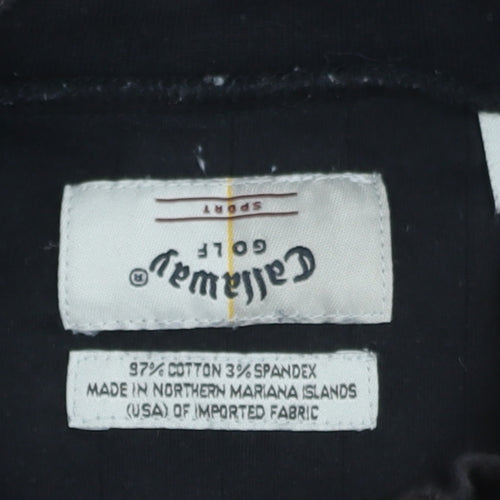 Callaway ®
GOLF
SPORT
97% COTTON 3% SPANDEX
MADE IN NORTHERN MARIANA ISLANDS
(USA) OF IMPORTED FABRIC